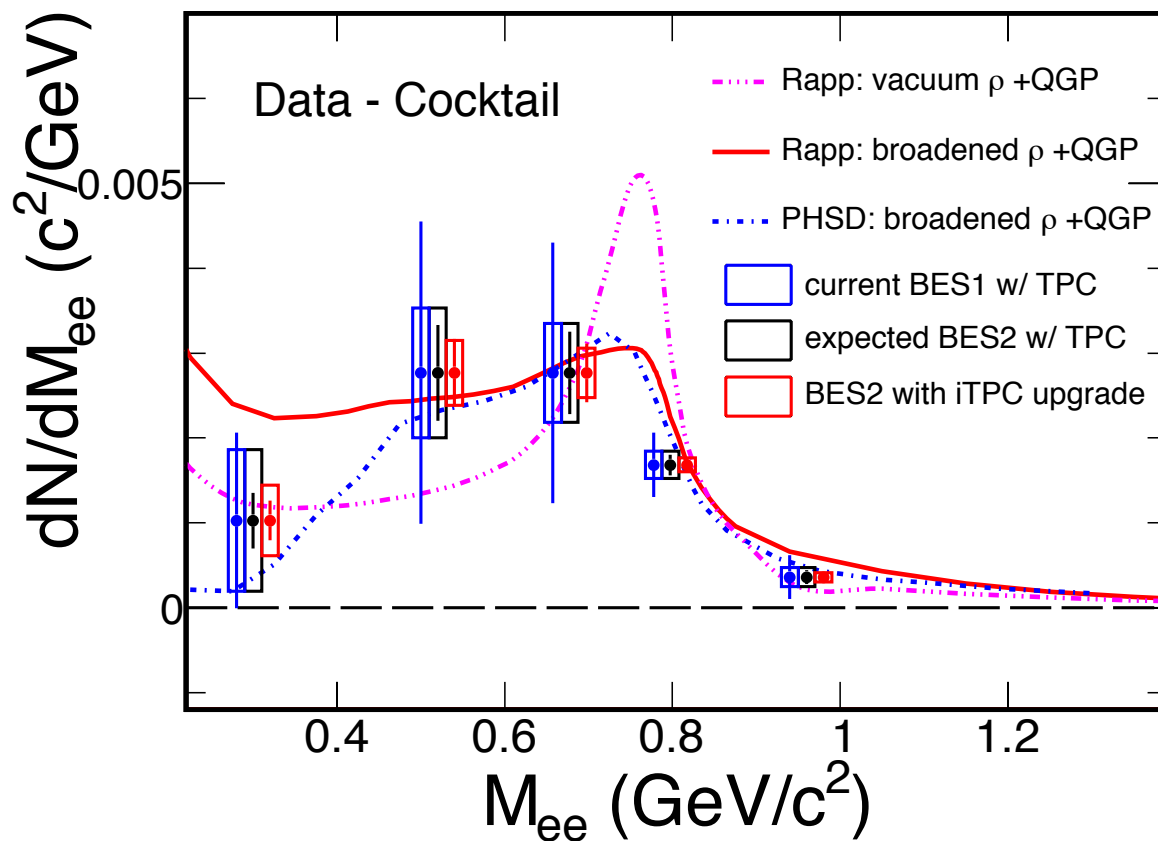 Data - Cocktail
Rapp: vacuum ρ +QGP
Rapp: broadened ρ +QGP
PHSD: broadened ρ +QGP
current BES1 w/ TPC
expected BES2 w/ TPC
BES2 with iTPC upgrade
dN/dM_ee (c²/GeV)
0.005
0
0.4 0.6 0.8 1 1.2
M_ee (GeV/c²)